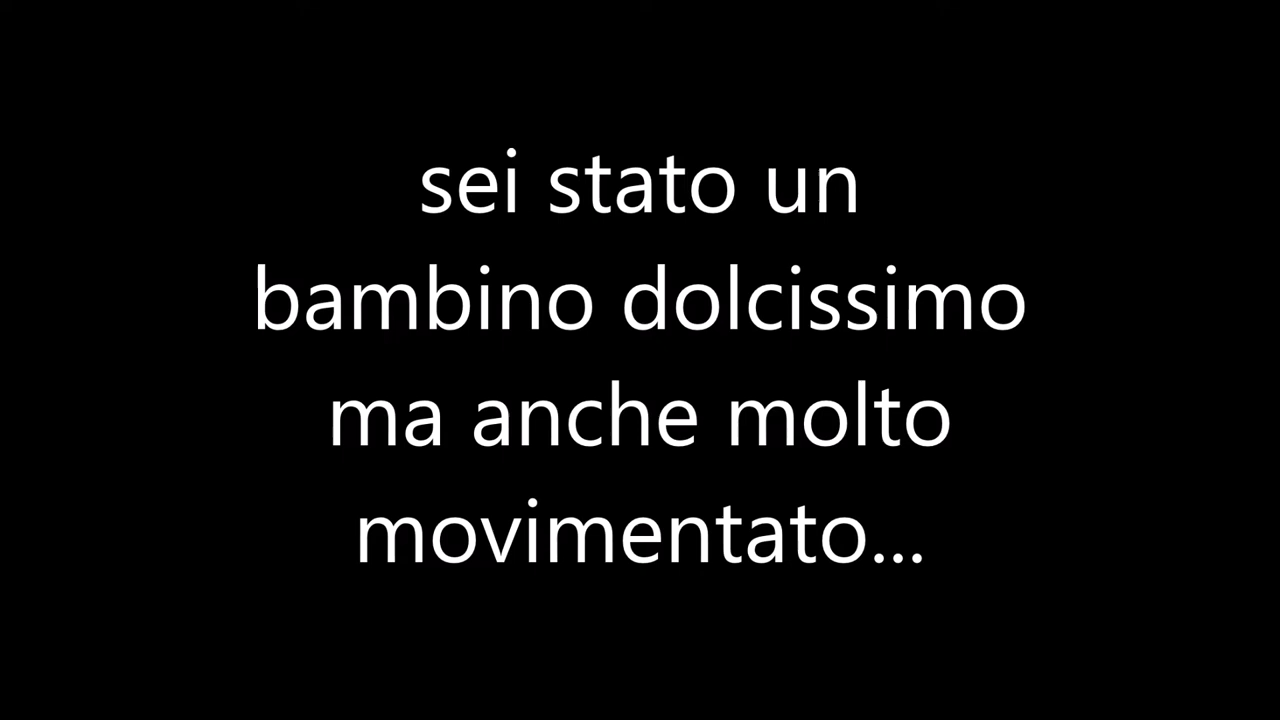 sei stato un
bambino dolcissimo
ma anche molto
movimentato...